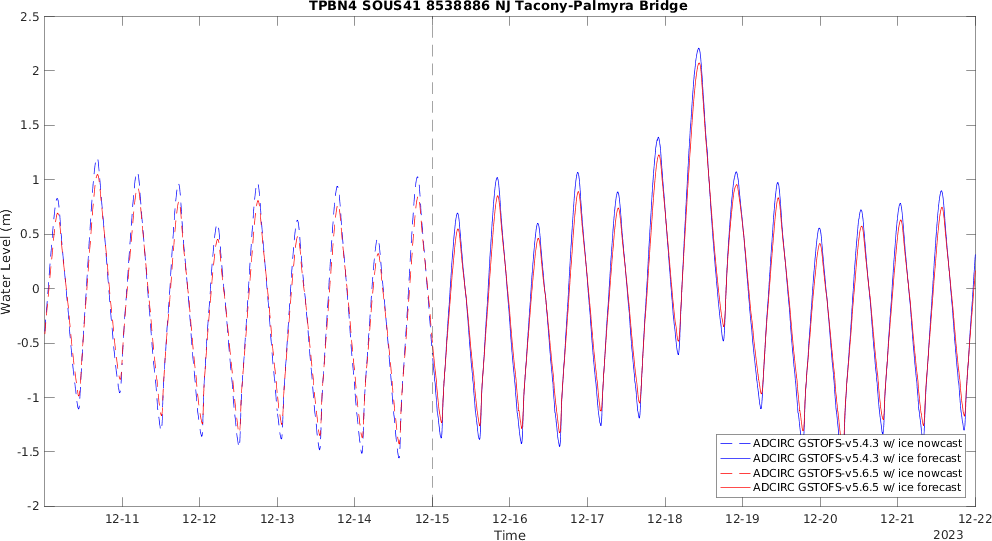 TPBN4 SOUS41 8538886 NJ Tacony-Palmyra Bridge
2.5
2
1.5
1
0.5
0
-0.5
-1
-1.5
-2
Water Level (m)
12-11 12-12 12-13 12-14 12-15 12-16 12-17 12-18 12-19 12-20 12-21 12-22
Time
2023
ADCIRC GSTOFS-v5.4.3 w/ ice nowcast
ADCIRC GSTOFS-v5.4.3 w/ ice forecast
ADCIRC GSTOFS-v5.6.5 w/ ice nowcast
ADCIRC GSTOFS-v5.6.5 w/ ice forecast